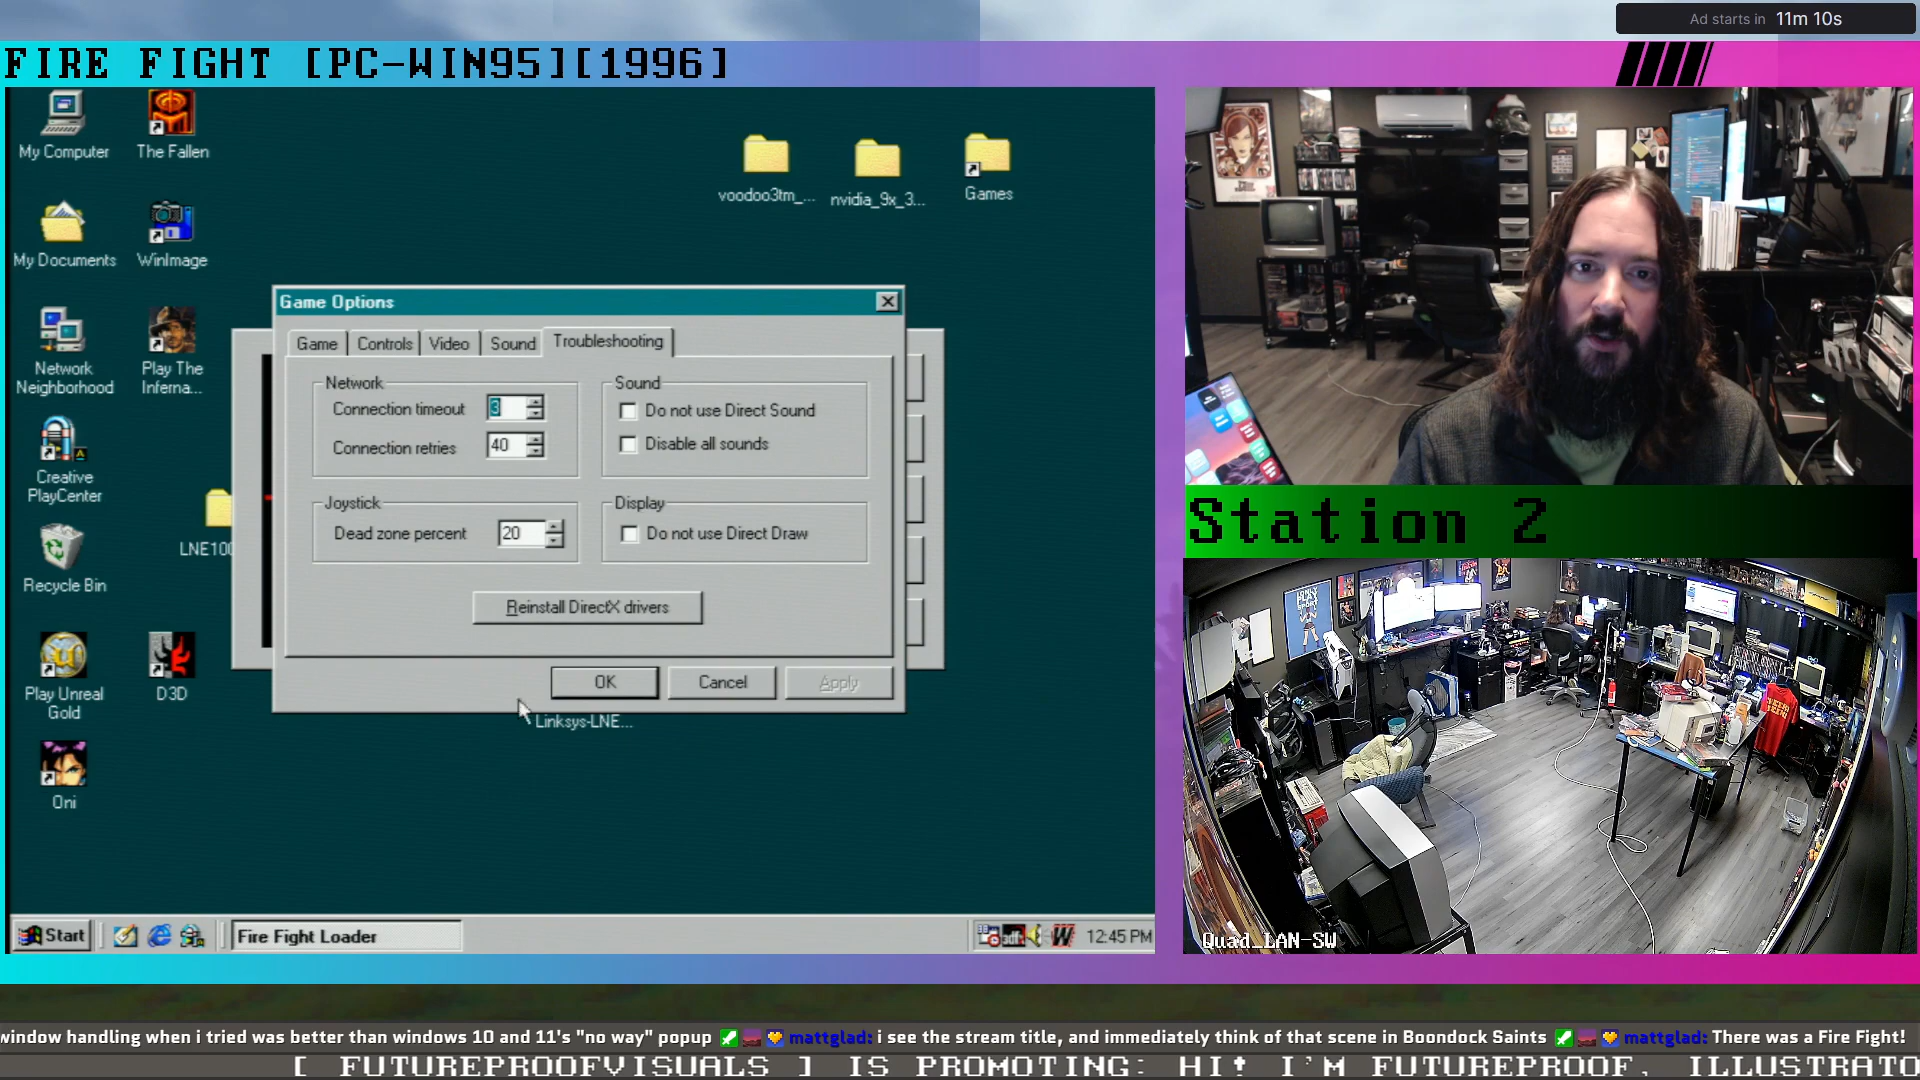 Ad starts in 11m 10s
FIRE FIGHT [PC-WIN95][1996]
My Computer
The Fallen
voodoo3tm_...
nvidia_9x_3...
Games
My Documents
WinImage
Network Neighborhood
Play The Inferna...
Creative PlayCenter
LNE100
Recycle Bin
Play Unreal Gold
D3D
Oni
Game Options
Game
Controls
Video
Sound
Troubleshooting
Network
Connection timeout 3
Connection retries 40
Sound
Do not use Direct Sound
Disable all sounds
Joystick
Dead zone percent 20
Display
Do not use Direct Draw
Reinstall DirectX drivers
OK
Cancel
Apply
Linksys-LNE...
Start
Fire Fight Loader
12:45 PM
Station 2
Quad_LAN-SW
window handling when i tried was better than windows 10 and 11's "no way" popup mattglad: i see the stream title, and immediately think of that scene in Boondock Saints mattglad: There was a Fire Fight!
[ FUTUREPROOFVISUALS ] IS PROMOTING: HI! I'M FUTUREPROOF, ILLUSTRATO